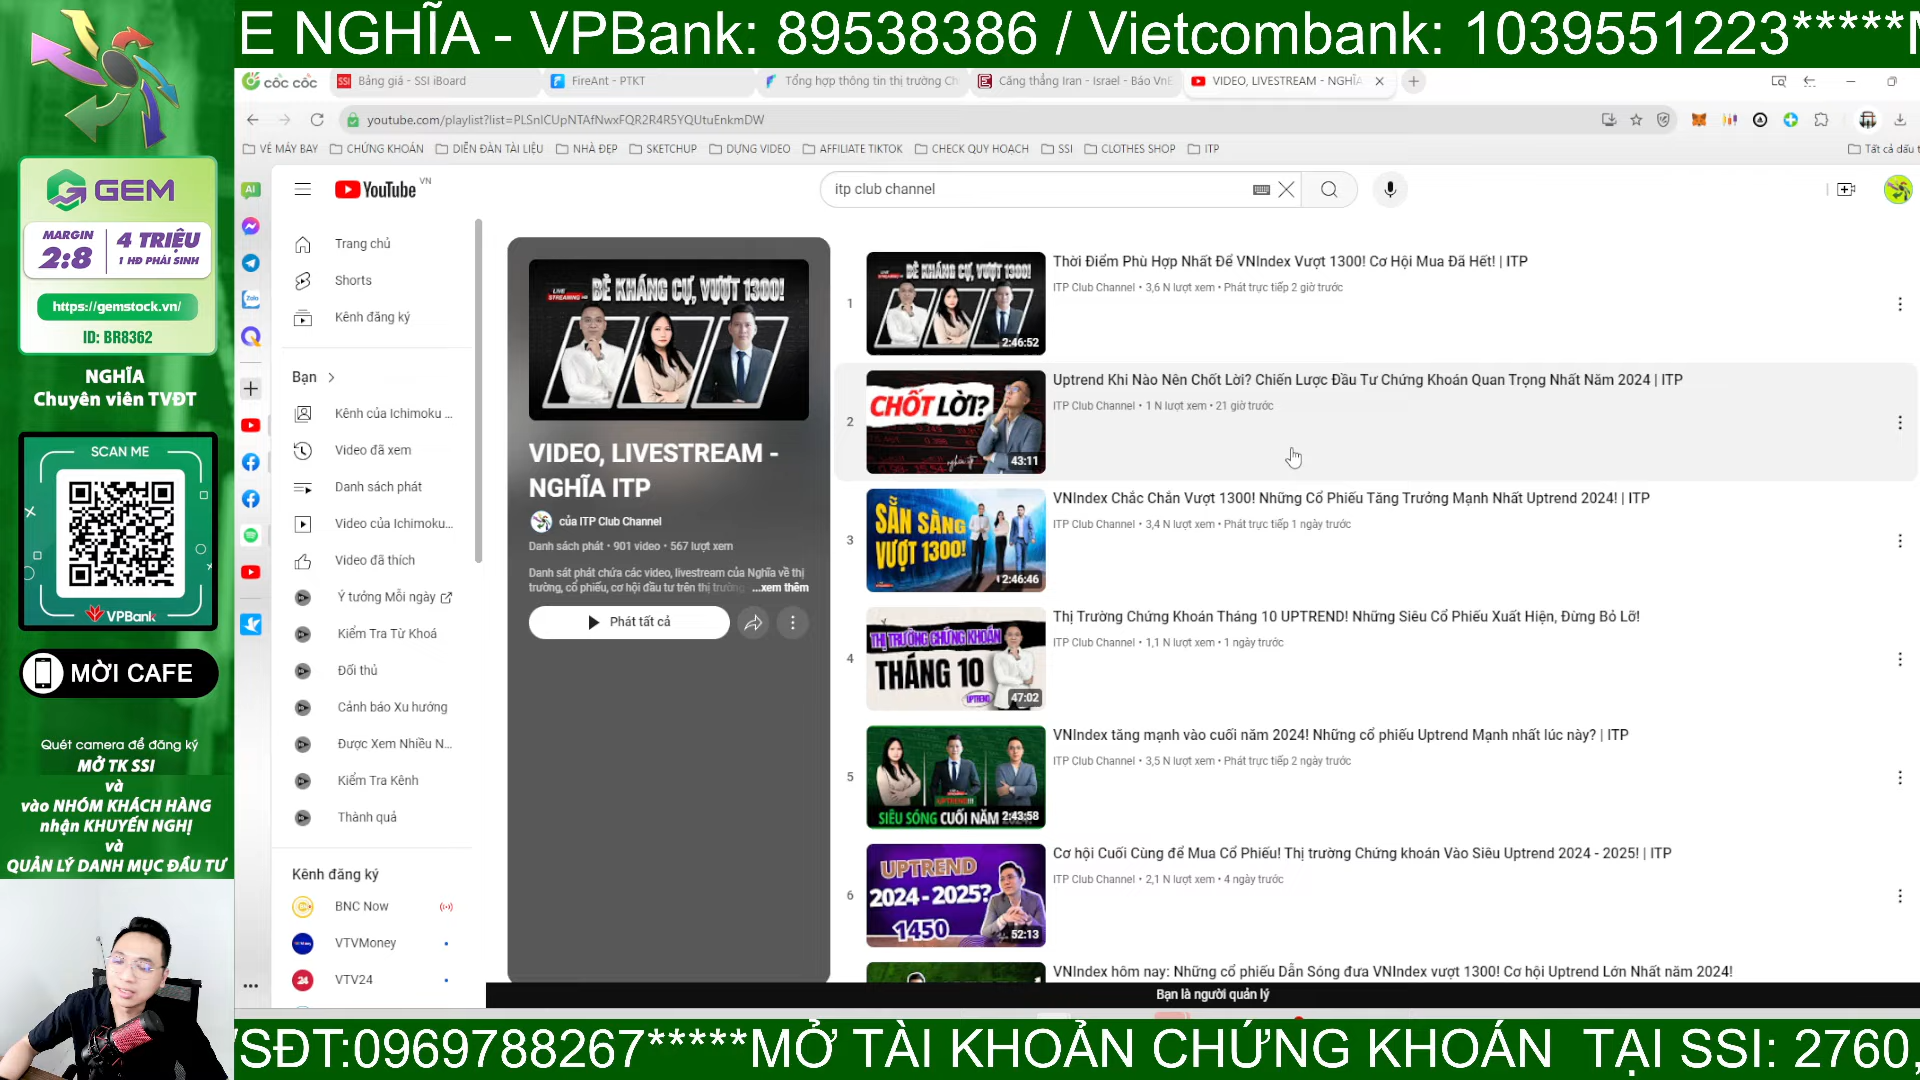 E NGHĨA - VPBank: 89538386 / Vietcombank: 1039551223*****
cốc cốc
Bảng giá - SSI iBoard
FireAnt - PTKT
Tổng hợp thông tin thị trường Ch
Căng thẳng Iran - Israel - Báo VnE
VIDEO, LIVESTREAM - NGHĨA
youtube.com/playlist?list=PLSnlCUpNTAfNwxFQR2R4R5YQUtuEnkmDW
VÉ MÁY BAY
CHỨNG KHOÁN
DIỄN ĐÀN TÀI LIỆU
NHÀ ĐẸP
SKETCHUP
DỰNG VIDEO
AFFILIATE TIKTOK
CHECK QUY HOẠCH
SSI
CLOTHES SHOP
ITP
Tất cả dấu t
GEM
MARGIN
2:8
4 TRIỆU
1 HĐ PHÁI SINH
https://gemstock.vn/
ID: BR8362
NGHĨA
Chuyên viên TVĐT
SCAN ME
VPBank
MỜI CAFE
Quét camera để đăng ký
MỞ TK SSI
và
vào NHÓM KHÁCH HÀNG
nhận KHUYẾN NGHỊ
và
QUẢN LÝ DANH MỤC ĐẦU TƯ
AI
Zalo
YouTube VN
itp club channel
Trang chủ
Shorts
Kênh đăng ký
Bạn
Kênh của Ichimoku ...
Video đã xem
Danh sách phát
Video của Ichimoku...
Video đã thích
Ý tưởng Mỗi ngày
Kiểm Tra Từ Khoá
Đối thủ
Cảnh báo Xu hướng
Được Xem Nhiều N...
Kiểm Tra Kênh
Thành quả
Kênh đăng ký
BNC Now
VTVMoney
24
VTV24
LIVE STREAMING
BẺ KHÁNG CỰ, VƯỢT 1300!
VIDEO, LIVESTREAM -
NGHĨA ITP
của ITP Club Channel
Danh sách phát • 901 video • 567 lượt xem
Danh sát phát chứa các video, livestream của Nghĩa về thị
trường, cổ phiếu, cơ hội đầu tư trên thị trường ...xem thêm
Phát tất cả
1
BẺ KHÁNG CỰ, VƯỢT 1300!
2:46:52
Thời Điểm Phù Hợp Nhất Để VNIndex Vượt 1300! Cơ Hội Mua Đã Hết! | ITP
ITP Club Channel • 3,6 N lượt xem • Phát trực tiếp 2 giờ trước
2
CHỐT LỜI?
43:11
Uptrend Khi Nào Nên Chốt Lời? Chiến Lược Đầu Tư Chứng Khoán Quan Trọng Nhất Năm 2024 | ITP
ITP Club Channel • 1 N lượt xem • 21 giờ trước
3
SẴN SÀNG
VƯỢT 1300!
2:46:46
VNIndex Chắc Chắn Vượt 1300! Những Cổ Phiếu Tăng Trưởng Mạnh Nhất Uptrend 2024! | ITP
ITP Club Channel • 3,4 N lượt xem • Phát trực tiếp 1 ngày trước
4
THỊ TRƯỜNG CHỨNG KHOÁN
THÁNG 10
UPTREND
47:02
Thị Trường Chứng Khoán Tháng 10 UPTREND! Những Siêu Cổ Phiếu Xuất Hiện, Đừng Bỏ Lỡ!
ITP Club Channel • 1,1 N lượt xem • 1 ngày trước
5
UPTREND!!!
SIÊU SÓNG CUỐI NĂM
2:43:58
VNIndex tăng mạnh vào cuối năm 2024! Những cổ phiếu Uptrend Mạnh nhất lúc này? | ITP
ITP Club Channel • 3,5 N lượt xem • Phát trực tiếp 2 ngày trước
6
UPTREND
2024 - 2025?
1450
52:13
Cơ hội Cuối Cùng để Mua Cổ Phiếu! Thị trường Chứng khoán Vào Siêu Uptrend 2024 - 2025! | ITP
ITP Club Channel • 2,1 N lượt xem • 4 ngày trước
VNIndex hôm nay: Những cổ phiếu Dẫn Sóng đưa VNIndex vượt 1300! Cơ hội Uptrend Lớn Nhất năm 2024!
Bạn là người quản lý
/SĐT:0969788267*****MỞ TÀI KHOẢN CHỨNG KHOÁN TẠI SSI: 2760,